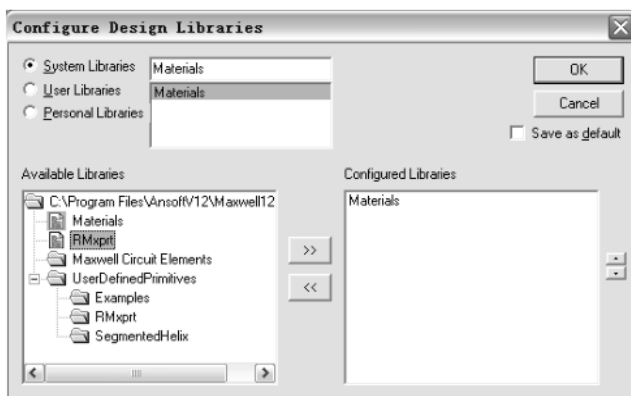 Configure Design Libraries
System Libraries
User Libraries
Personal Libraries
Materials
Materials
OK
Cancel
Save as default
Available Libraries
C:\Program Files\AnsoftV12\Maxwell12
Materials
RMxprt
Maxwell Circuit Elements
UserDefinedPrimitives
Examples
RMxprt
SegmentedHelix
>>
<<
Configured Libraries
Materials